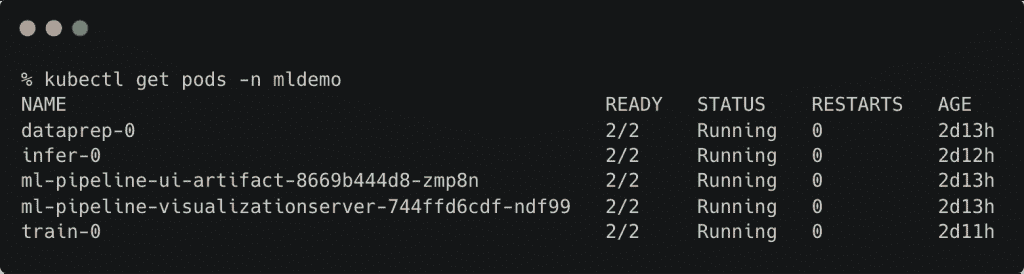 % kubectl get pods -n mldemo
NAME READY STATUS RESTARTS AGE
dataprep-0 2/2 Running 0 2d13h
infer-0 2/2 Running 0 2d12h
ml-pipeline-ui-artifact-8669b444d8-zmp8n 2/2 Running 0 2d13h
ml-pipeline-visualizationserver-744ffd6cdf-ndf99 2/2 Running 0 2d13h
train-0 2/2 Running 0 2d11h